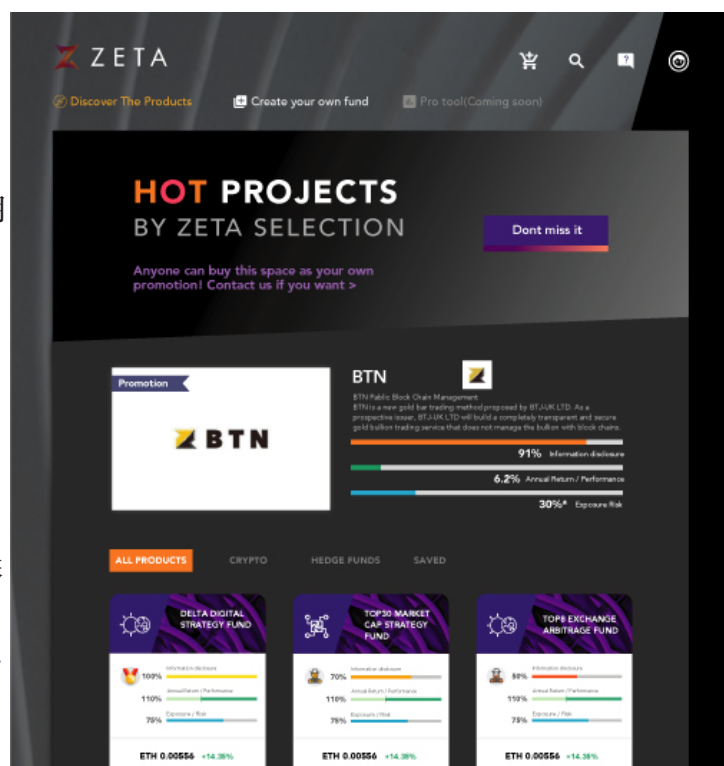 ZETA
Discover The Products
Create your own fund
Pro tool(Coming soon)
HOT PROJECTS
BY ZETA SELECTION
Dont miss it
Anyone can buy this space as your own
promotion! Contact us if you want >
Promotion
BTN
BTN
BTN Public Block Chain Management
BTN is a new gold bar trading method proposed by BTJ-UK LTD. As a
prospective issuer, BTJ-UK LTD will build a completely transparent and secure
gold bullion trading service that does not manage the bullion with block chains.
91% Information disclosure
6.2% Annual Return / Performance
30%* Exposure Risk
ALL PRODUCTS
CRYPTO
HEDGE FUNDS
SAVED
DELTA DIGITAL
STRATEGY FUND
Information disclosure
100%
Annual Return / Performance
110%
Exposure / Risk
75%
ETH 0.00556 +14.38%
TOP30 MARKET
CAP STRATEGY
FUND
Information disclosure
70%
Annual Return / Performance
110%
Exposure / Risk
75%
ETH 0.00556 +14.38%
TOP8 EXCHANGE
ARBITRAGE FUND
Information disclosure
50%
Annual Return / Performance
110%
Exposure / Risk
75%
ETH 0.00556 +14.38%